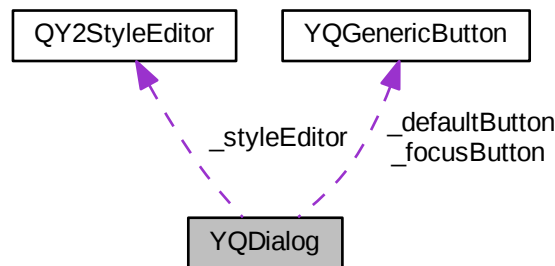 QY2StyleEditor
YQGenericButton
_styleEditor
_defaultButton
_focusButton
YQDialog